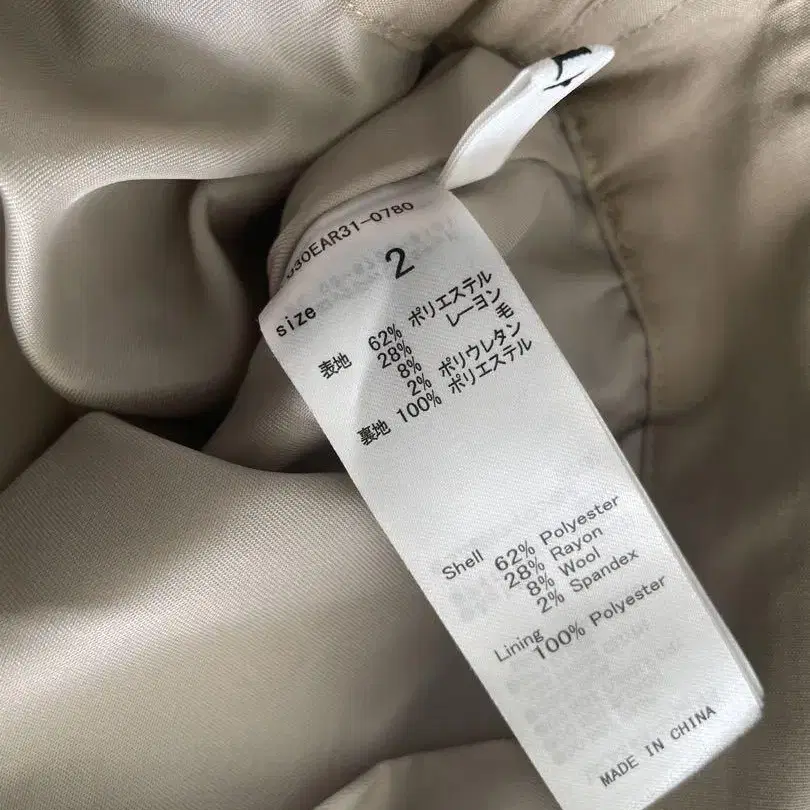 030EAR31-0780
size 2
表地 62% ポリエステル
28% レーヨン
8% 毛
2% ポリウレタン
裏地 100% ポリエステル
Shell 62% Polyester
28% Rayon
8% Wool
2% Spandex
Lining
100% Polyester
MADE IN CHINA